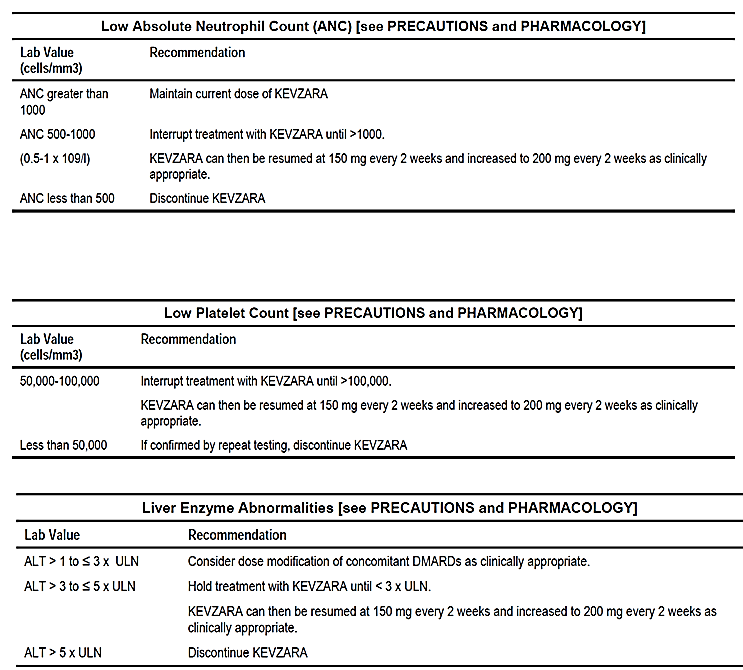 Low Absolute Neutrophil Count (ANC) [see PRECAUTIONS and PHARMACOLOGY]
Lab Value Recommendation
(cells/mm3)
ANC greater than Maintain current dose of KEVZARA
1000
ANC 500-1000 Interrupt treatment with KEVZARA until >1000.
(0.5-1 x 109/l) KEVZARA can then be resumed at 150 mg every 2 weeks and increased to 200 mg every 2 weeks as clinically
appropriate.
ANC less than 500 Discontinue KEVZARA
Low Platelet Count [see PRECAUTIONS and PHARMACOLOGY]
Lab Value Recommendation
(cells/mm3)
50,000-100,000 Interrupt treatment with KEVZARA until >100,000.
KEVZARA can then be resumed at 150 mg every 2 weeks and increased to 200 mg every 2 weeks as clinically
appropriate.
Less than 50,000 If confirmed by repeat testing, discontinue KEVZARA
Liver Enzyme Abnormalities [see PRECAUTIONS and PHARMACOLOGY]
Lab Value Recommendation
ALT > 1 to ≤ 3 x ULN Consider dose modification of concomitant DMARDs as clinically appropriate.
ALT > 3 to ≤ 5 x ULN Hold treatment with KEVZARA until < 3 x ULN.
KEVZARA can then be resumed at 150 mg every 2 weeks and increased to 200 mg every 2 weeks as
clinically appropriate.
ALT > 5 x ULN Discontinue KEVZARA